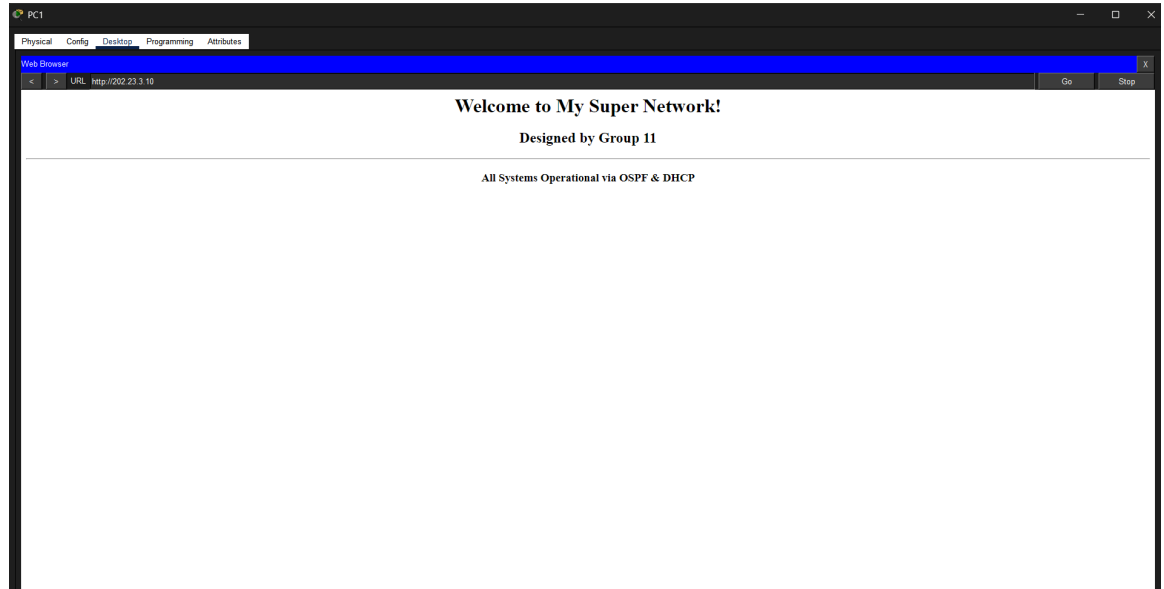 PC1
Physical Config Desktop Programming Attributes
Web Browser
X
< > URL http://202.23.3.10 Go Stop
Welcome to My Super Network!
Designed by Group 11
All Systems Operational via OSPF & DHCP